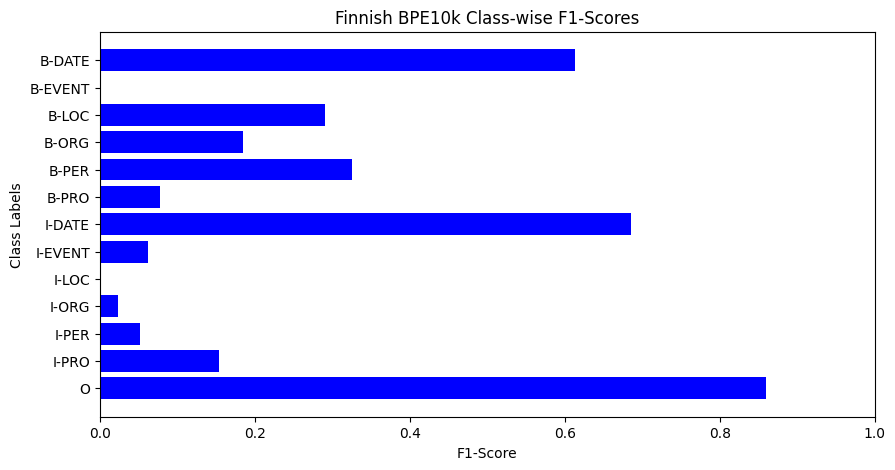 Finnish BPE10k Class-wise F1-Scores
Class Labels
B-DATE
B-EVENT
B-LOC
B-ORG
B-PER
B-PRO
I-DATE
I-EVENT
I-LOC
I-ORG
I-PER
I-PRO
O
0.0 0.2 0.4 0.6 0.8 1.0
F1-Score